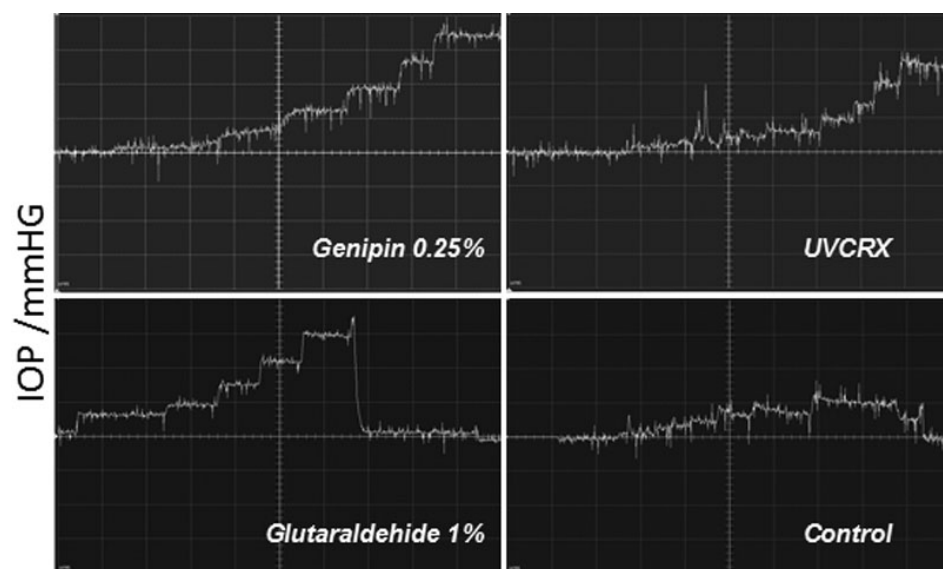 IOP /mmHG
Genipin 0.25%
UVCRX
Glutaraldehide 1%
Control